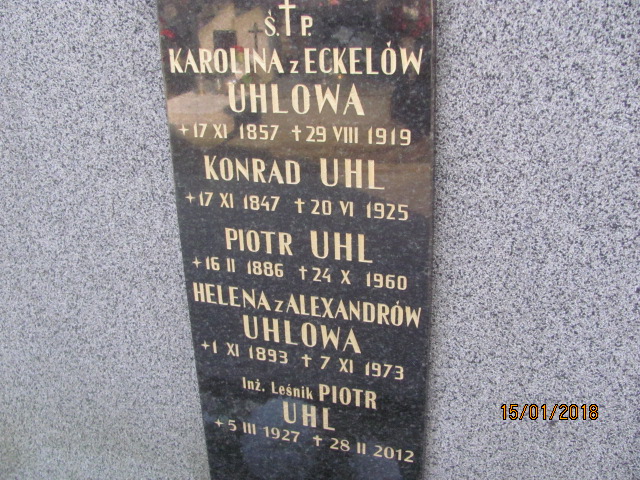 Ś. † P.
KAROLINA z ECKELÓW
UHLOWA
+17 XI 1857 †29 VIII 1919
KONRAD UHL
+17 XI 1847 †20 VI 1925
PIOTR UHL
+16 II 1886 †24 X 1960
HELENA z ALEXANDRÓW
UHLOWA
+1 XI 1893 †7 XI 1973
Inż. Leśnik PIOTR
UHL
+5 III 1927 †28 II 2012
15/01/2018